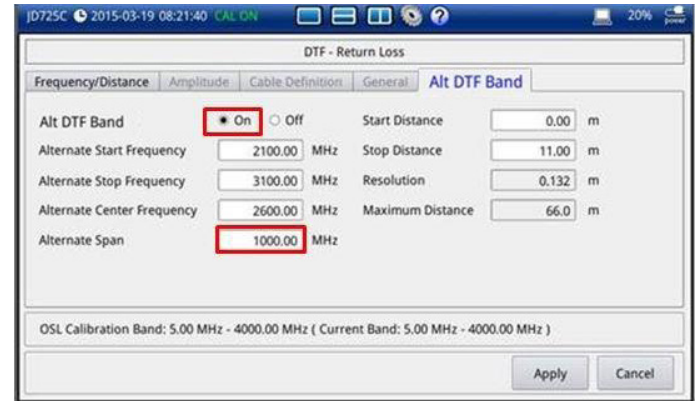 JD725C 2015-03-19 08:21:40 CAL ON 20% power
DTF - Return Loss
Frequency/Distance Amplitude Cable Definition General Alt DTF Band
Alt DTF Band On Off Start Distance 0.00 m
Alternate Start Frequency 2100.00 MHz Stop Distance 11.00 m
Alternate Stop Frequency 3100.00 MHz Resolution 0.132 m
Alternate Center Frequency 2600.00 MHz Maximum Distance 66.0 m
Alternate Span 1000.00 MHz
OSL Calibration Band: 5.00 MHz - 4000.00 MHz ( Current Band: 5.00 MHz - 4000.00 MHz )
Apply Cancel